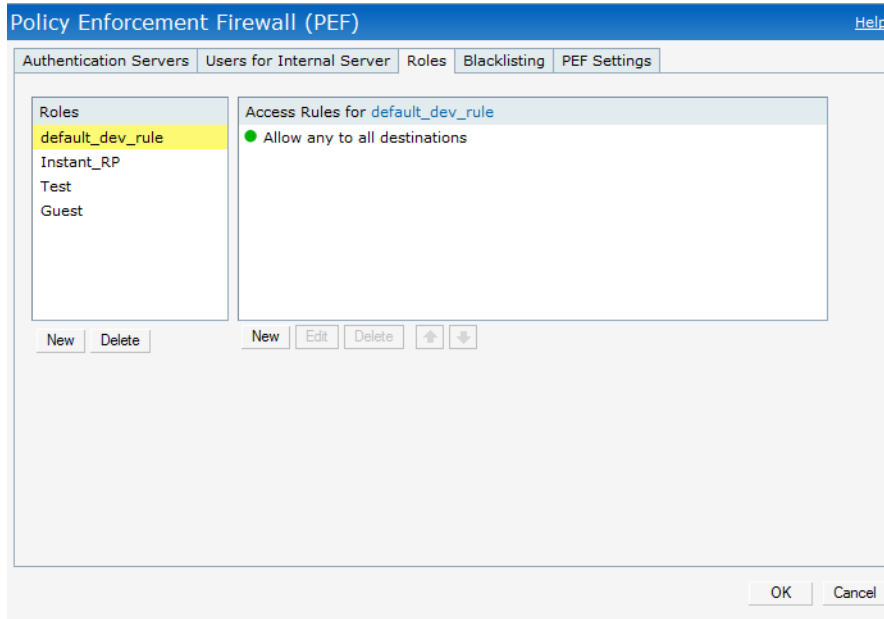 Policy Enforcement Firewall (PEF) Help
Authentication Servers Users for Internal Server Roles Blacklisting PEF Settings
Roles
default_dev_rule
Instant_RP
Test
Guest
New Delete
Access Rules for default_dev_rule
Allow any to all destinations
New Edit Delete
OK Cancel